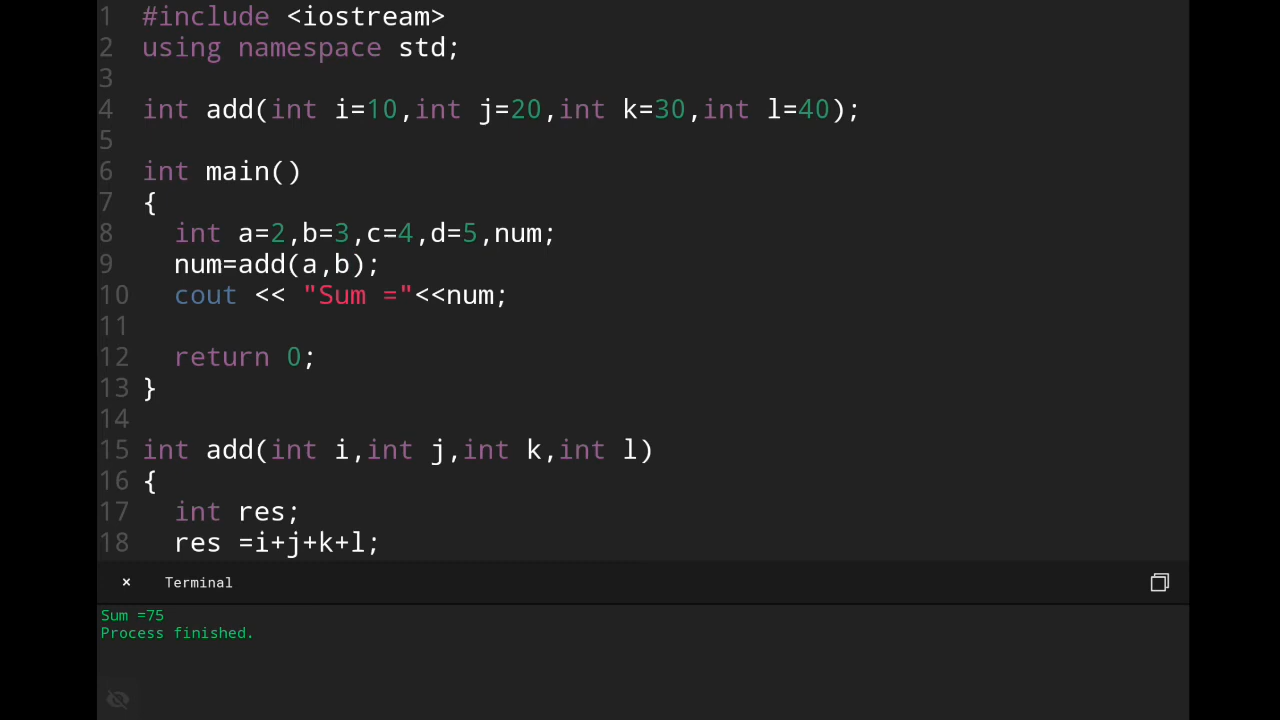 1 #include <iostream>
2 using namespace std;
3
4 int add(int i=10,int j=20,int k=30,int l=40);
5
6 int main()
7 {
8   int a=2,b=3,c=4,d=5,num;
9   num=add(a,b);
10   cout << "Sum ="<<num;
11
12   return 0;
13 }
14
15 int add(int i,int j,int k,int l)
16 {
17   int res;
18   res =i+j+k+l;
× Terminal
Sum =75
Process finished.